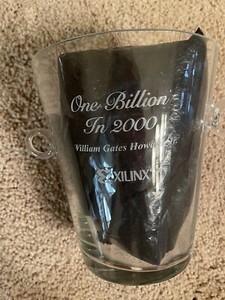 One Billion
In 2000
William Gates
XILINX